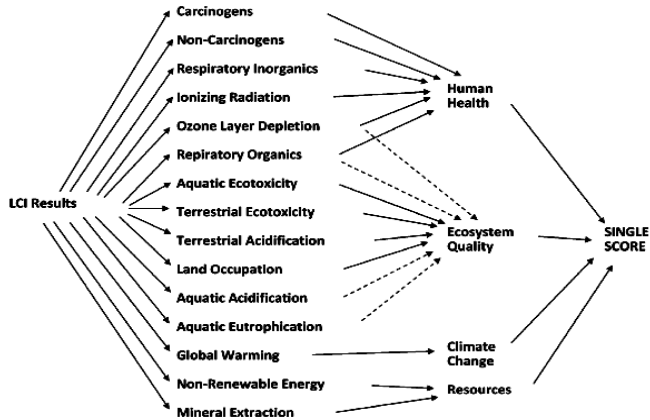 Carcinogens
Non-Carcinogens
Respiratory Inorganics
Ionizing Radiation
Ozone Layer Depletion
Repiratory Organics
Aquatic Ecotoxicity
Terrestrial Ecotoxicity
Terrestrial Acidification
Land Occupation
Aquatic Acidification
Aquatic Eutrophication
Global Warming
Non-Renewable Energy
Mineral Extraction
LCI Results
Human
Health
Ecosystem
Quality
Climate
Change
Resources
SINGLE
SCORE